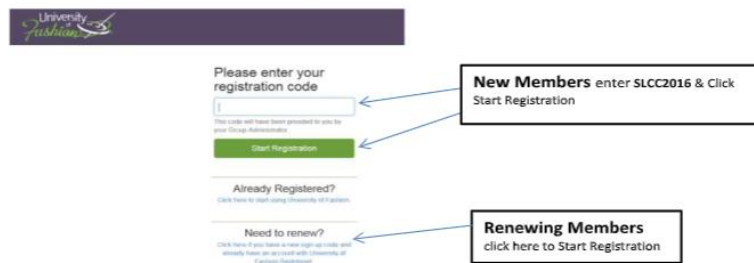 University
of
Fashion
Please enter your
registration code
This code will have been provided to you by
your Group Administrator
Start Registration
Already Registered?
Click here to start using University of Fashion
Need to renew?
Click here if you have a new sign up code and
already have an account with University of
Fashion Registered
New Members enter SLCC2016 & Click
Start Registration
Renewing Members
click here to Start Registration